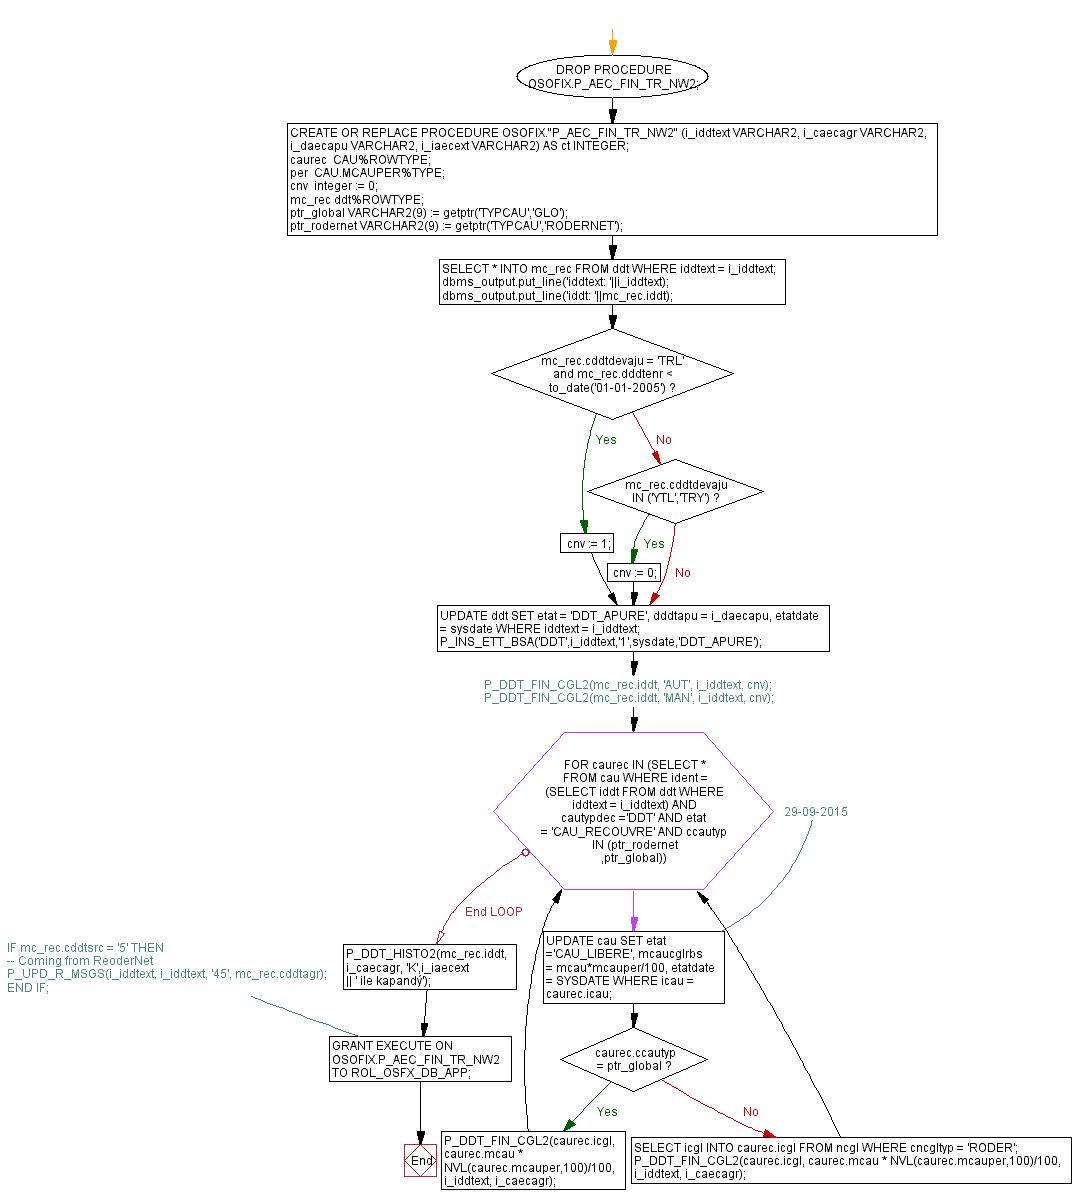 DROP PROCEDURE
OSOFIX.P_AEC_FIN_TR_NW2;
CREATE OR REPLACE PROCEDURE OSOFIX."P_AEC_FIN_TR_NW2" (i_iddtext VARCHAR2, i_caecagr VARCHAR2,
i_daecapu VARCHAR2, i_iaecext VARCHAR2) AS ct INTEGER;
caurec  CAU%ROWTYPE;
per  CAU.MCAUPER%TYPE;
cnv  integer := 0;
mc_rec ddt%ROWTYPE;
ptr_global VARCHAR2(9) := getptr('TYPCAU','GLO');
ptr_rodernet VARCHAR2(9) := getptr('TYPCAU','RODERNET');
SELECT * INTO mc_rec FROM ddt WHERE iddtext = i_iddtext;
dbms_output.put_line('iddtext: '||i_iddtext);
dbms_output.put_line('iddt: '||mc_rec.iddt);
mc_rec.cddtdevaju = 'TRL'
and mc_rec.dddtenr <
to_date('01-01-2005') ?
Yes
No
mc_rec.cddtdevaju
IN ('YTL','TRY') ?
cnv := 1;
Yes
cnv := 0;
No
UPDATE ddt SET etat = 'DDT_APURE', dddtapu = i_daecapu, etatdate
= sysdate WHERE iddtext = i_iddtext;
P_INS_ETT_BSA('DDT',i_iddtext,'1',sysdate,'DDT_APURE');
P_DDT_FIN_CGL2(mc_rec.iddt, 'AUT', i_iddtext, cnv);
P_DDT_FIN_CGL2(mc_rec.iddt, 'MAN', i_iddtext, cnv);
FOR caurec IN (SELECT *
FROM cau WHERE ident =
(SELECT iddt FROM ddt WHERE
iddtext = i_iddtext) AND
cautypdec ='DDT' AND etat
= 'CAU_RECOUVRE' AND ccautyp
IN (ptr_rodernet
,ptr_global))
29-09-2015
End LOOP
IF mc_rec.cddtsrc = '5' THEN
-- Coming from ReoderNet
P_UPD_R_MSGS(i_iddtext, i_iddtext, '45', mc_rec.cddtagr);
END IF;
P_DDT_HISTO2(mc_rec.iddt,
i_caecagr, 'K',i_iaecext
|| ' ile kapandý');
UPDATE cau SET etat
='CAU_LIBERE', mcaucglrbs
= mcau*mcauper/100, etatdate
= SYSDATE WHERE icau =
caurec.icau;
GRANT EXECUTE ON
OSOFIX.P_AEC_FIN_TR_NW2
TO ROL_OSFX_DB_APP;
caurec.ccautyp
= ptr_global ?
Yes
No
End
P_DDT_FIN_CGL2(caurec.icgl,
caurec.mcau *
NVL(caurec.mcauper,100)/100,
i_iddtext, i_caecagr);
SELECT icgl INTO caurec.icgl FROM ncgl WHERE cncgltyp = 'RODER';
P_DDT_FIN_CGL2(caurec.icgl, caurec.mcau * NVL(caurec.mcauper,100)/100,
i_iddtext, i_caecagr);